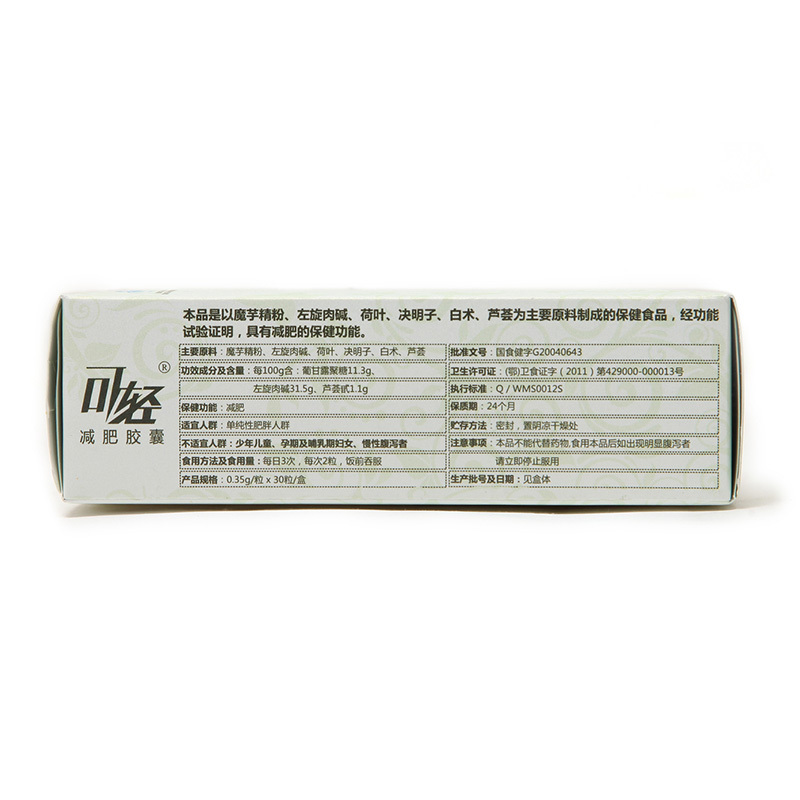 本品是以魔芋精粉、左旋肉碱、荷叶、决明子、白术、芦荟为主要原料制成的保健食品，经功能
试验证明，具有减肥的保健功能。
可轻®
减肥胶囊
主要原料：魔芋精粉、左旋肉碱、荷叶、决明子、白术、芦荟
功效成分及含量：每100g含：葡甘露聚糖11.3g、
左旋肉碱31.5g、芦荟甙1.1g
保健功能：减肥
适宜人群：单纯性肥胖人群
不适宜人群：少年儿童、孕期及哺乳期妇女、慢性腹泻者
食用方法及食用量：每日3次，每次2粒，饭前吞服
产品规格：0.35g/粒 x 30粒/盒
批准文号：国食健字G20040643
卫生许可证：(鄂)卫食证字（2011）第429000-000013号
执行标准：Q／WMS0012S
保质期：24个月
贮存方法：密封，置阴凉干燥处
注意事项：本品不能代替药物,食用本品后如出现明显腹泻者
请立即停止服用
生产批号及日期：见盒体